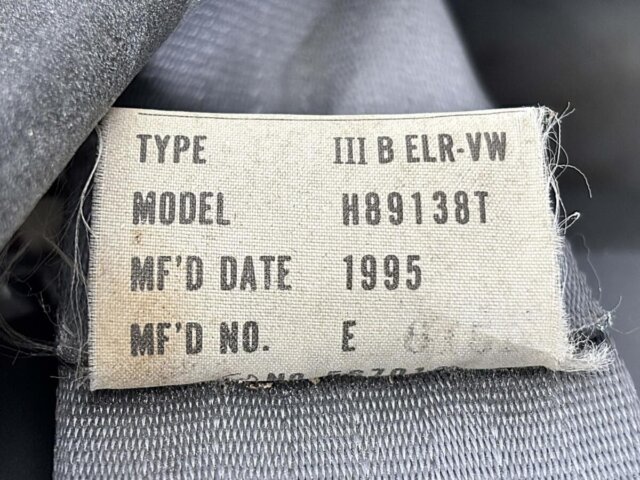 TYPE III B ELR-VW
MODEL H89138T
MF'D DATE 1995
MF'D NO. E